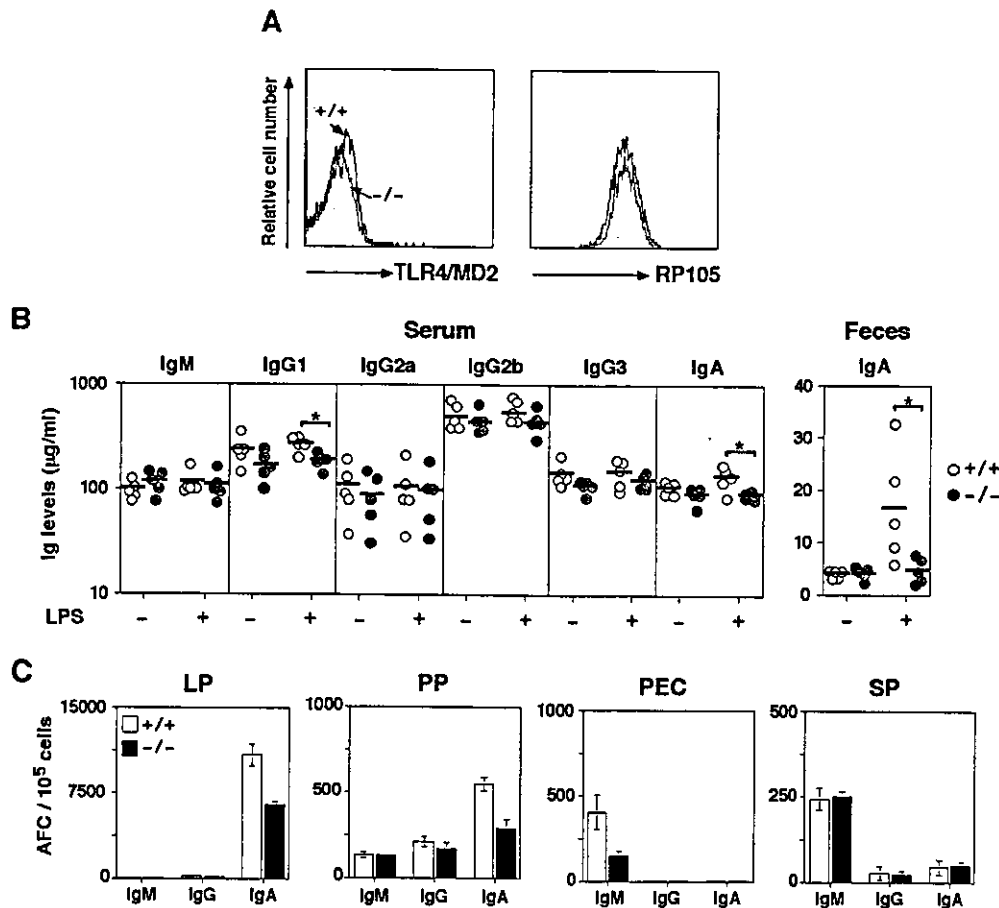 A
Relative cell number
+/+
-/-
TLR4/MD2
RP105
B
Serum
Feces
IgM
IgG1
IgG2a
IgG2b
IgG3
IgA
IgA
Ig levels (μg/ml)
1000
100
10
*
*
40
30
20
10
0
*
+/+
-/-
LPS
- + - + - + - + - + - + - +
C
LP
PP
PEC
SP
AFC / 10⁵ cells
15000
7500
0
+/+
-/-
IgM IgG IgA
1000
500
0
IgM IgG IgA
1000
500
0
IgM IgG IgA
500
250
0
IgM IgG IgA